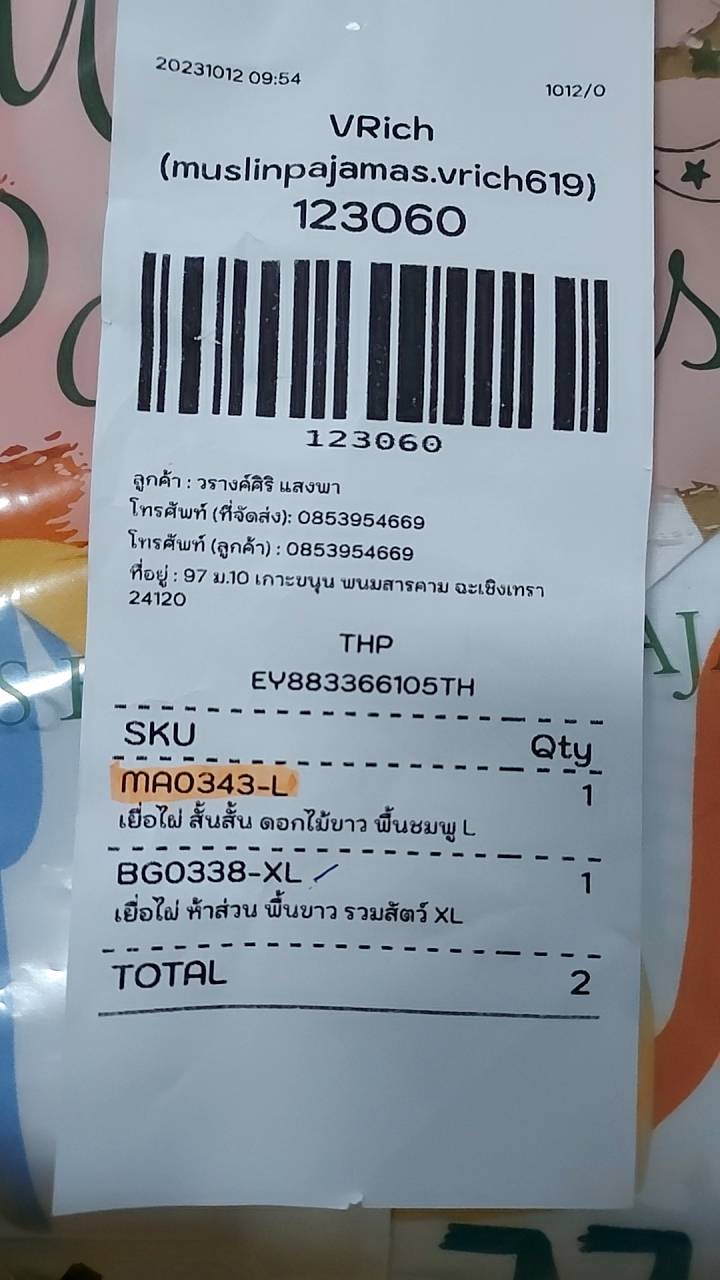 20231012 09:54
1012/0
VRich
(muslinpajamas.vrich619)
123060
123060
ลูกค้า : วรางค์ศิริ แสงพา
โทรศัพท์ (ที่จัดส่ง): 0853954669
โทรศัพท์ (ลูกค้า) : 0853954669
ที่อยู่ : 97 ม.10 เกาะขนุน พนมสารคาม ฉะเชิงเทรา
24120
THP
EY883366105TH
SKU Qty
MA0343-L 1
เยื่อไผ่ สั้นสั้น ดอกไม้ขาว พื้นชมพู L
BG0338-XL 1
เยื่อไผ่ ห้าส่วน พื้นขาว รวมสัตว์ XL
TOTAL 2